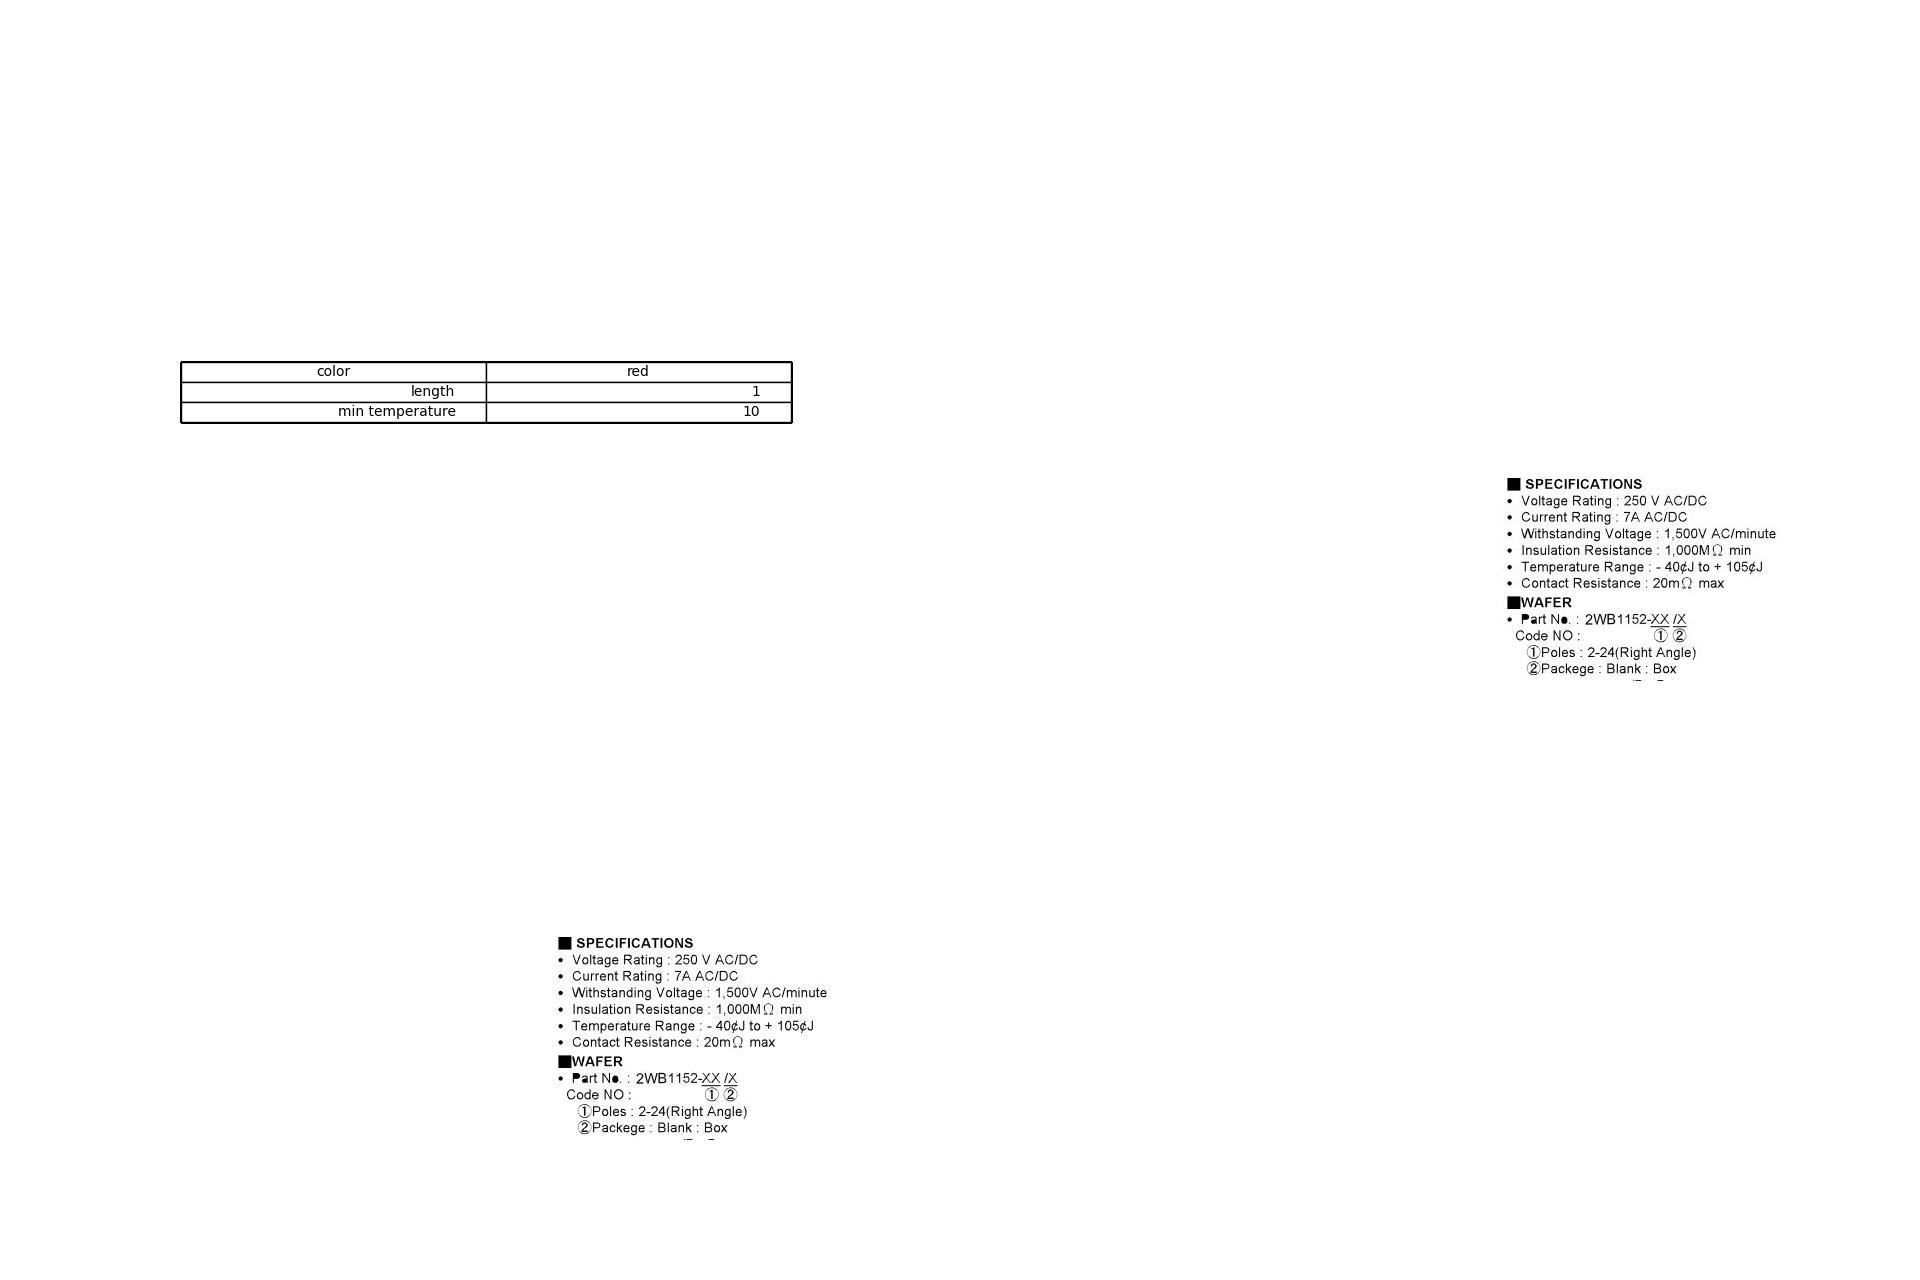 color red
length 1
min temperature 10
■ SPECIFICATIONS
• Voltage Rating : 250 V AC/DC
• Current Rating : 7A AC/DC
• Withstanding Voltage : 1,500V AC/minute
• Insulation Resistance : 1,000MΩ min
• Temperature Range : - 40¢J to + 105¢J
• Contact Resistance : 20mΩ max
■WAFER
• Part No. : 2WB1152-XX /X
Code NO : ① ②
①Poles : 2-24(Right Angle)
②Packege : Blank : Box
■ SPECIFICATIONS
• Voltage Rating : 250 V AC/DC
• Current Rating : 7A AC/DC
• Withstanding Voltage : 1,500V AC/minute
• Insulation Resistance : 1,000MΩ min
• Temperature Range : - 40¢J to + 105¢J
• Contact Resistance : 20mΩ max
■WAFER
• Part No. : 2WB1152-XX /X
Code NO : ① ②
①Poles : 2-24(Right Angle)
②Packege : Blank : Box